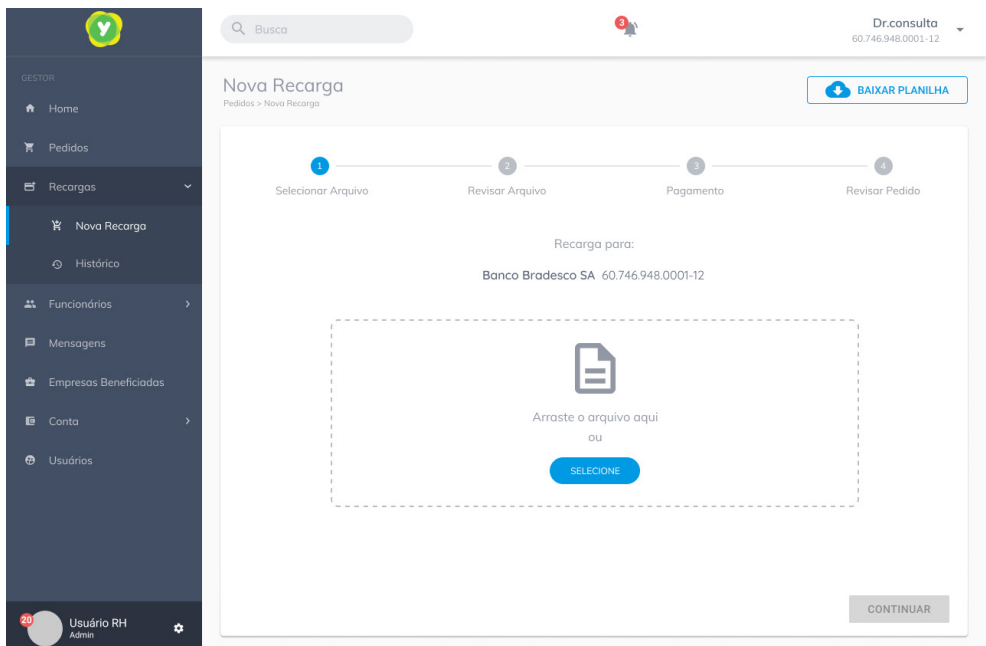 Y
GESTOR
Home
Pedidos
Recargas
Nova Recarga
Histórico
Funcionários
Mensagens
Empresas Beneficiadas
Conta
Usuários
20
Usuário RH
Admin
Busca
3
Dr.consulta
60.746.948.0001-12
Nova Recarga
Pedidos > Nova Recarga
BAIXAR PLANILHA
1
2
3
4
Selecionar Arquivo
Revisar Arquivo
Pagamento
Revisar Pedido
Recarga para:
Banco Bradesco SA 60.746.948.0001-12
Arraste o arquivo aqui
ou
SELECIONE
CONTINUAR